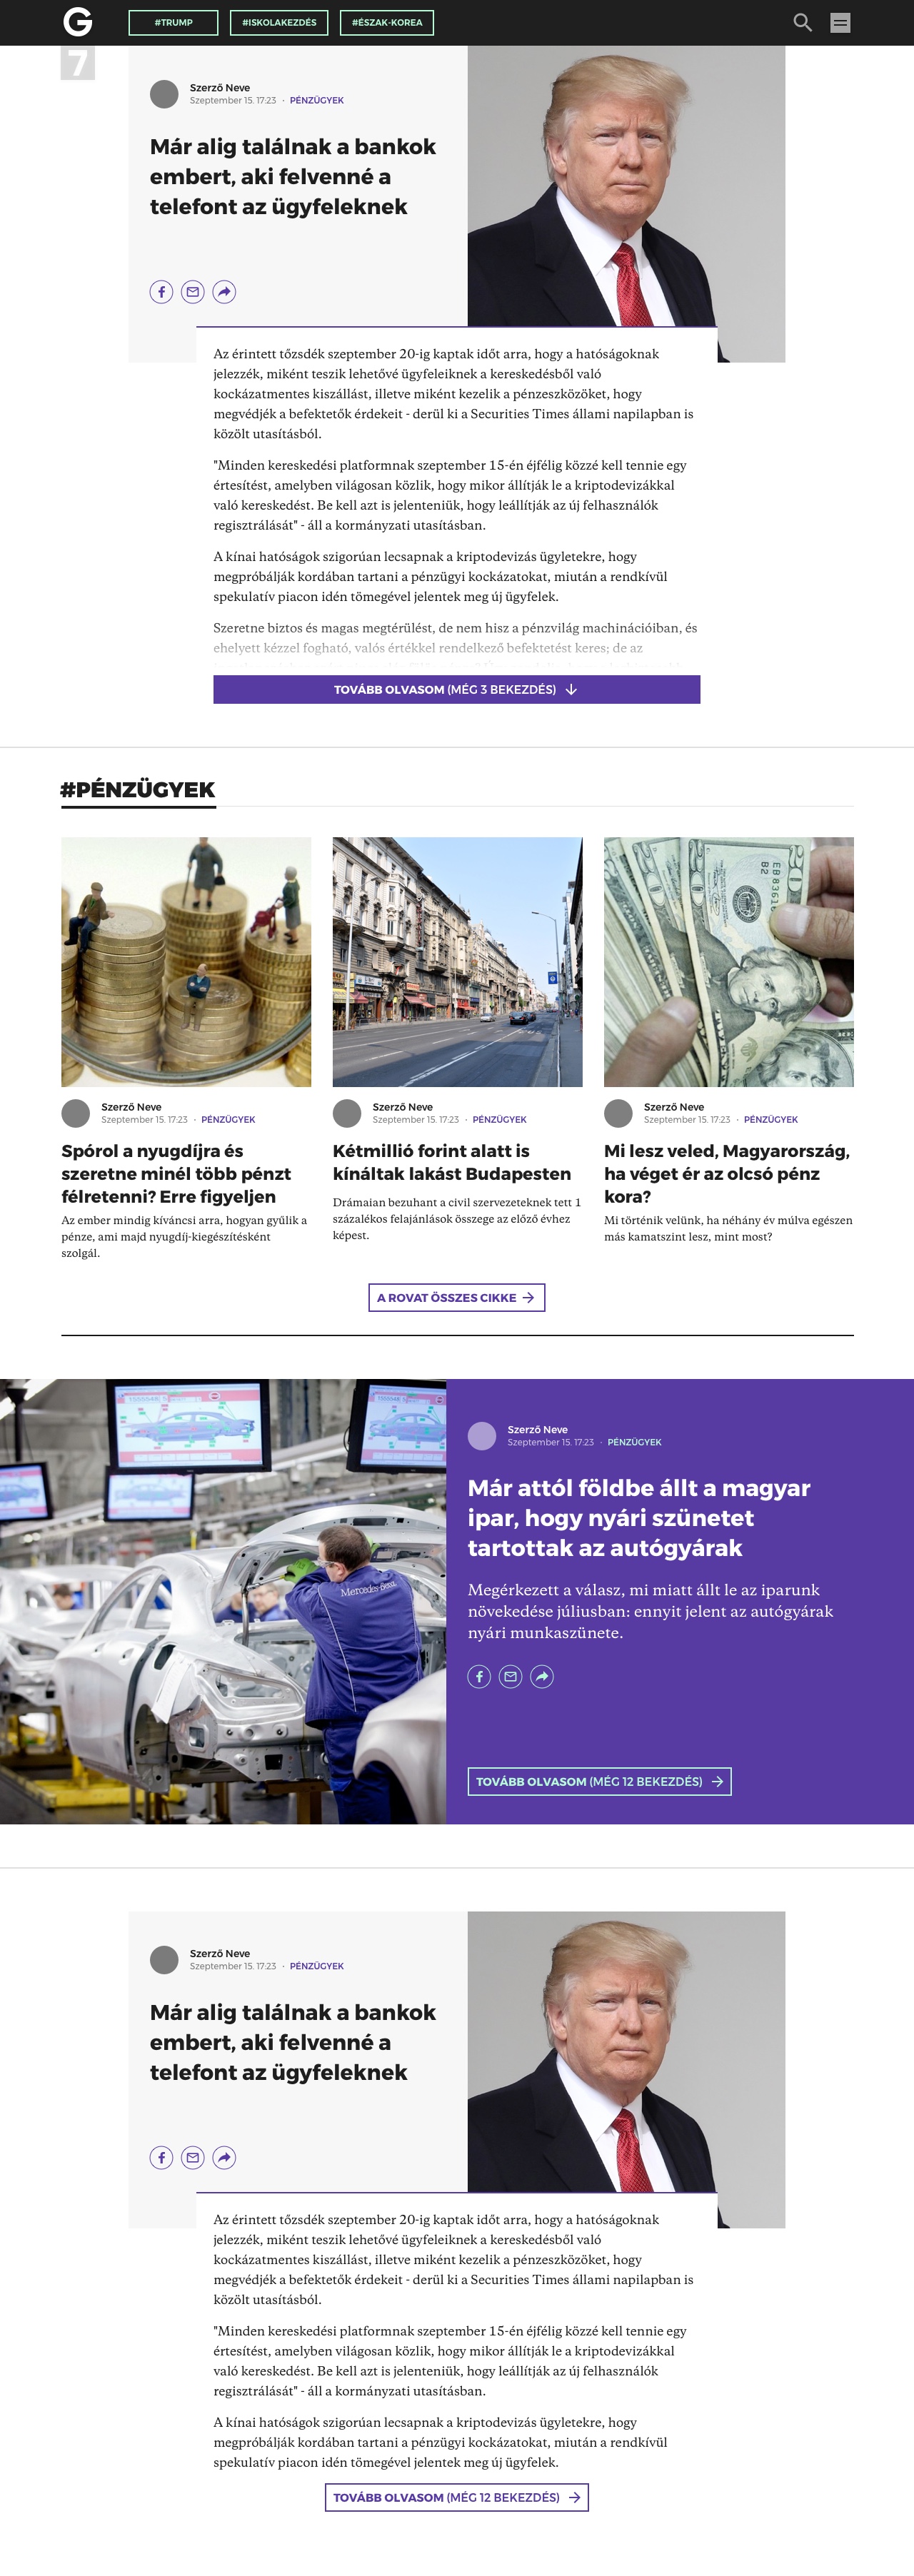 G
#TRUMP
#ISKOLAKEZDÉS
#ÉSZAK-KOREA
7
Szerző Neve
Szeptember 15. 17:23 · PÉNZÜGYEK
Már alig találnak a bankok
embert, aki felvenné a
telefont az ügyfeleknek
Az érintett tőzsdék szeptember 20-ig kaptak időt arra, hogy a hatóságoknak
jelezzék, miként teszik lehetővé ügyfeleiknek a kereskedésből való
kockázatmentes kiszállást, illetve miként kezelik a pénzeszközöket, hogy
megvédjék a befektetők érdekeit - derül ki a Securities Times állami napilapban is
közölt utasításból.
"Minden kereskedési platformnak szeptember 15-én éjfélig közzé kell tennie egy
értesítést, amelyben világosan közlik, hogy mikor állítják le a kriptodevizákkal
való kereskedést. Be kell azt is jelenteniük, hogy leállítják az új felhasználók
regisztrálását" - áll a kormányzati utasításban.
A kínai hatóságok szigorúan lecsapnak a kriptodevizás ügyletekre, hogy
megpróbálják kordában tartani a pénzügyi kockázatokat, miután a rendkívül
spekulatív piacon idén tömegével jelentek meg új ügyfelek.
Szeretne biztos és magas megtérülést, de nem hisz a pénzvilág machinációiban, és
ehelyett kézzel fogható, valós értékkel rendelkező befektetést keres; de az
TOVÁBB OLVASOM (MÉG 3 BEKEZDÉS)
#PÉNZÜGYEK
Szerző Neve
Szeptember 15. 17:23 · PÉNZÜGYEK
Spórol a nyugdíjra és
szeretne minél több pénzt
félretenni? Erre figyeljen
Az ember mindig kíváncsi arra, hogyan gyűlik a
pénze, ami majd nyugdíj-kiegészítésként
szolgál.
Szerző Neve
Szeptember 15. 17:23 · PÉNZÜGYEK
Kétmillió forint alatt is
kínáltak lakást Budapesten
Drámaian bezuhant a civil szervezeteknek tett 1
százalékos felajánlások összege az előző évhez
képest.
EB8361
B2
Szerző Neve
Szeptember 15. 17:23 · PÉNZÜGYEK
Mi lesz veled, Magyarország,
ha véget ér az olcsó pénz
kora?
Mi történik velünk, ha néhány év múlva egészen
más kamatszint lesz, mint most?
A ROVAT ÖSSZES CIKKE
Mercedes-Benz
Szerző Neve
Szeptember 15. 17:23 · PÉNZÜGYEK
Már attól földbe állt a magyar
ipar, hogy nyári szünetet
tartottak az autógyárak
Megérkezett a válasz, mi miatt állt le az iparunk
növekedése júliusban: ennyit jelent az autógyárak
nyári munkaszünete.
TOVÁBB OLVASOM (MÉG 12 BEKEZDÉS)
Szerző Neve
Szeptember 15. 17:23 · PÉNZÜGYEK
Már alig találnak a bankok
embert, aki felvenné a
telefont az ügyfeleknek
Az érintett tőzsdék szeptember 20-ig kaptak időt arra, hogy a hatóságoknak
jelezzék, miként teszik lehetővé ügyfeleiknek a kereskedésből való
kockázatmentes kiszállást, illetve miként kezelik a pénzeszközöket, hogy
megvédjék a befektetők érdekeit - derül ki a Securities Times állami napilapban is
közölt utasításból.
"Minden kereskedési platformnak szeptember 15-én éjfélig közzé kell tennie egy
értesítést, amelyben világosan közlik, hogy mikor állítják le a kriptodevizákkal
való kereskedést. Be kell azt is jelenteniük, hogy leállítják az új felhasználók
regisztrálását" - áll a kormányzati utasításban.
A kínai hatóságok szigorúan lecsapnak a kriptodevizás ügyletekre, hogy
megpróbálják kordában tartani a pénzügyi kockázatokat, miután a rendkívül
spekulatív piacon idén tömegével jelentek meg új ügyfelek.
TOVÁBB OLVASOM (MÉG 12 BEKEZDÉS)